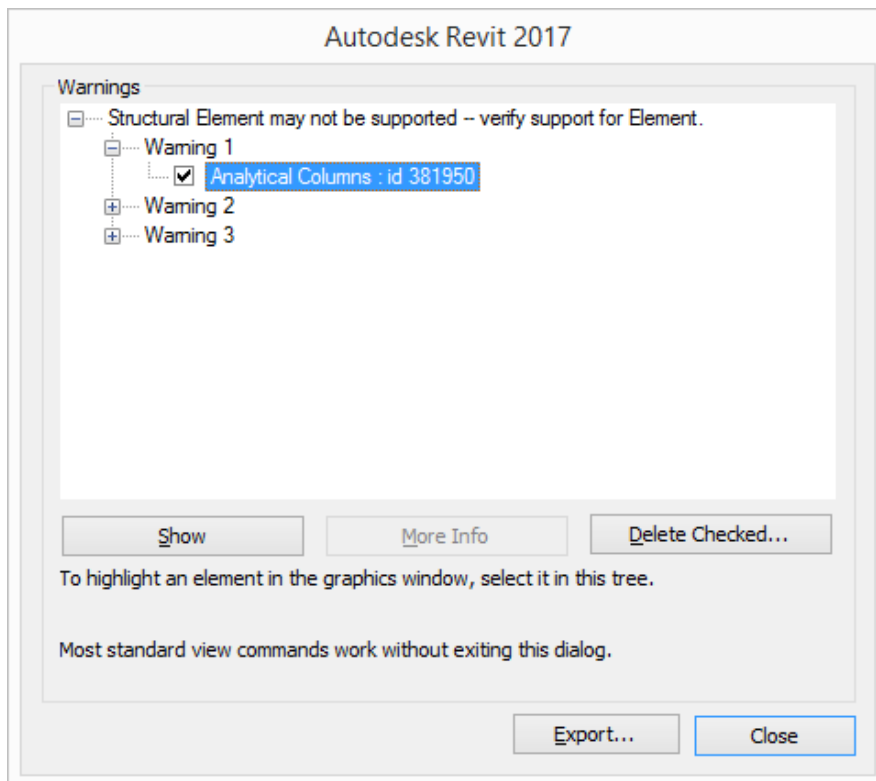 Autodesk Revit 2017
Warnings
Structural Element may not be supported -- verify support for Element.
Warning 1
Analytical Columns : id 381950
Warning 2
Warning 3
Show More Info Delete Checked...
To highlight an element in the graphics window, select it in this tree.
Most standard view commands work without exiting this dialog.
Export... Close